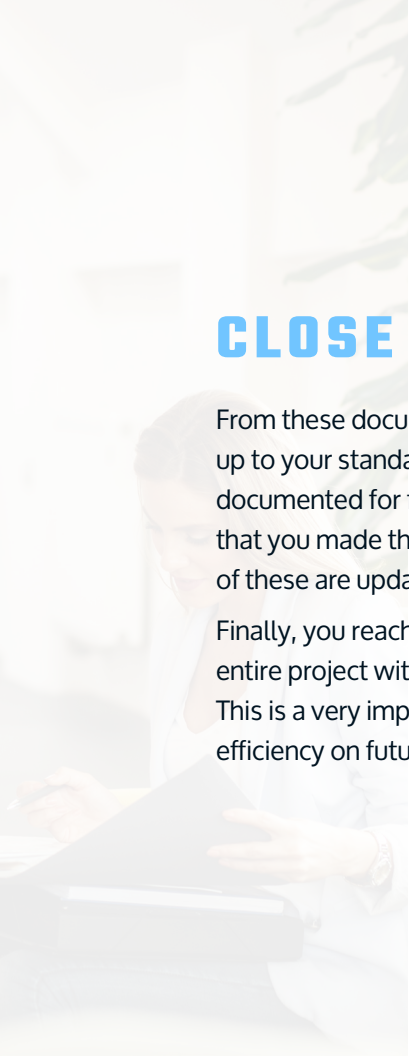 CLOSE
From these docu
up to your standa
documented for
that you made th
of these are upda
Finally, you reach
entire project wit
This is a very imp
efficiency on futu